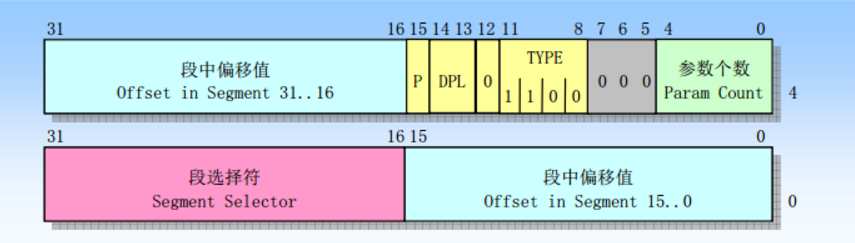 31 16 15 14 13 12 11 8 7 6 5 4 0
段中偏移值
Offset in Segment 31..16
P DPL 0
TYPE
1 1 0 0
0 0 0
参数个数
Param Count
4
31 16 15 0
段选择符
Segment Selector
段中偏移值
Offset in Segment 15..0
0